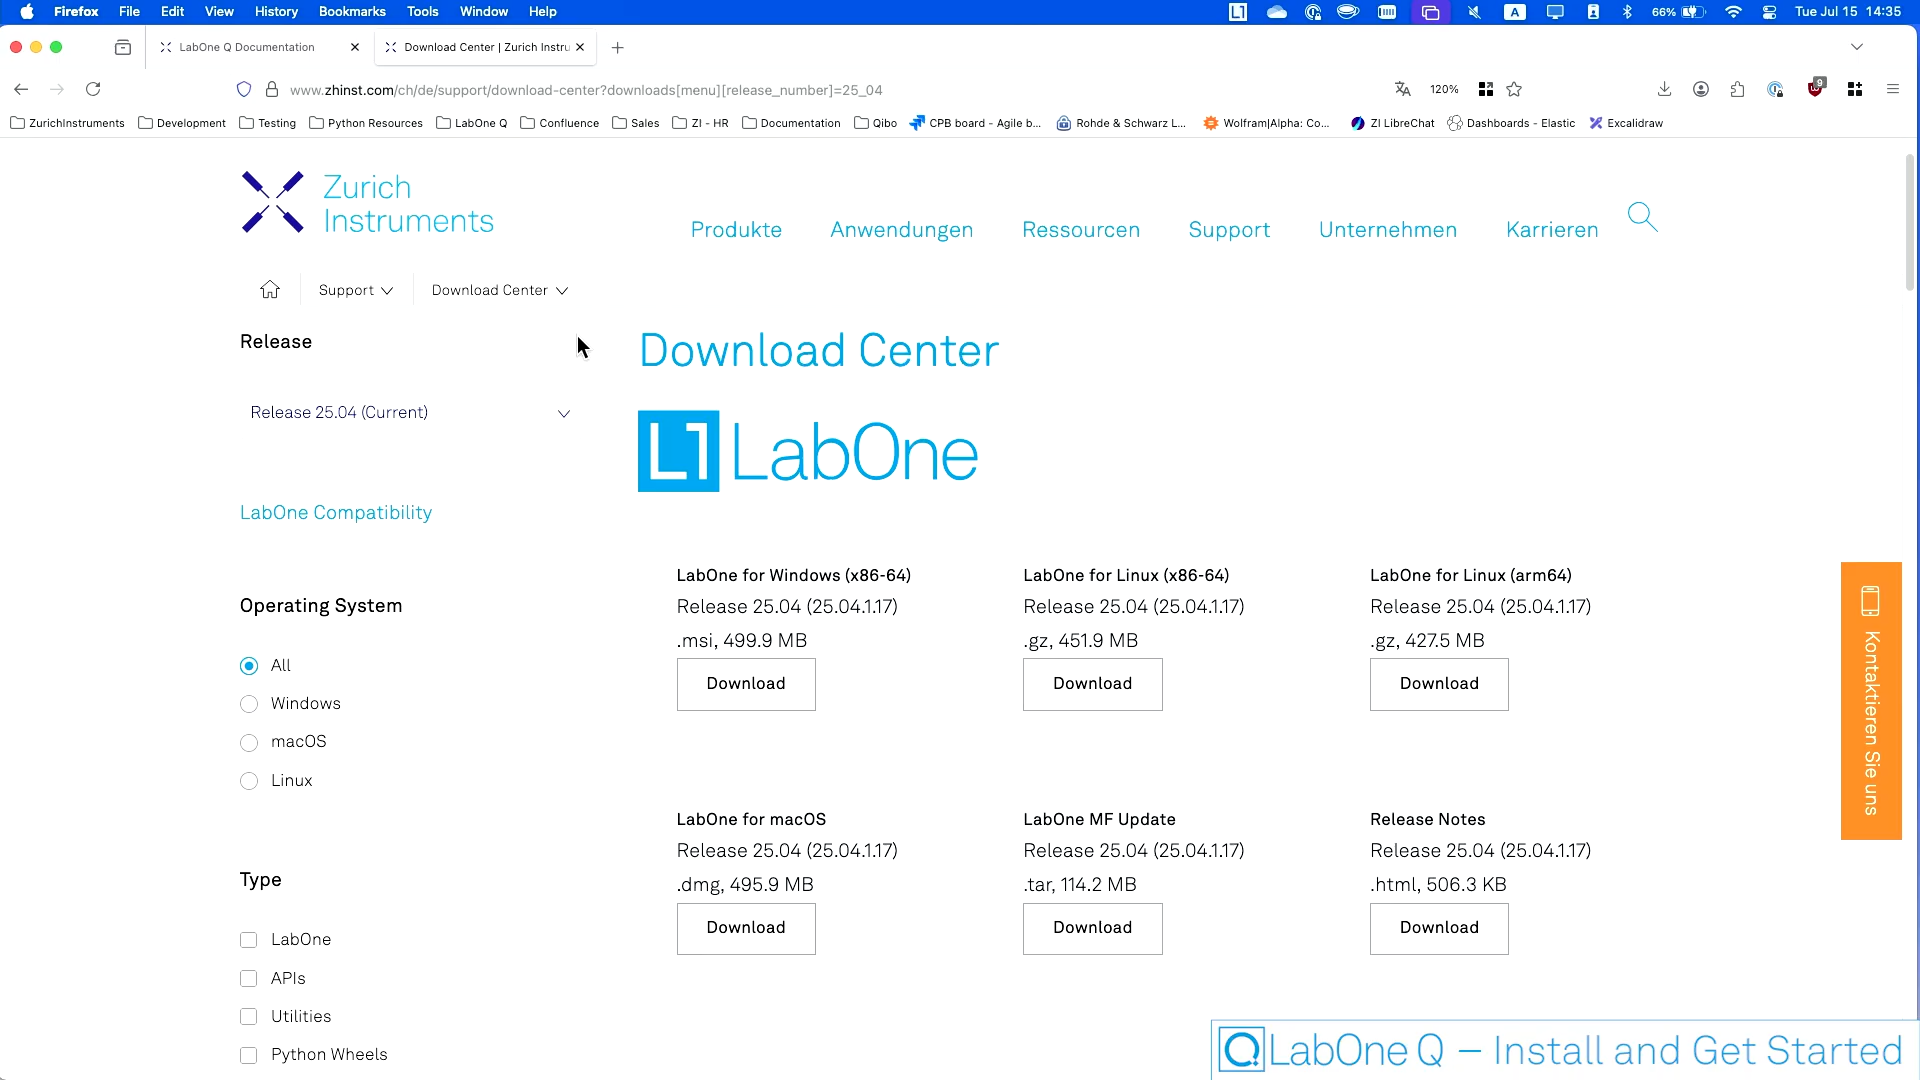 Firefox File Edit View History Bookmarks Tools Window Help
A 66% Tue Jul 15 14:35
LabOne Q Documentation
Download Center | Zurich Instru
www.zhinst.com/ch/de/support/download-center?downloads[menu][release_number]=25_04
120%
9
ZurichInstruments Development Testing Python Resources LabOne Q Confluence Sales ZI - HR Documentation Qibo CPB board - Agile b... Rohde & Schwarz L... Wolfram|Alpha: Co... ZI LibreChat Dashboards - Elastic Excalidraw
Zurich
Instruments
Produkte Anwendungen Ressourcen Support Unternehmen Karrieren
Support Download Center
Release
Release 25.04 (Current)
LabOne Compatibility
Operating System
All
Windows
macOS
Linux
Type
LabOne
APIs
Utilities
Python Wheels
Download Center
L1 LabOne
LabOne for Windows (x86-64)
Release 25.04 (25.04.1.17)
.msi, 499.9 MB
Download
LabOne for Linux (x86-64)
Release 25.04 (25.04.1.17)
.gz, 451.9 MB
Download
LabOne for Linux (arm64)
Release 25.04 (25.04.1.17)
.gz, 427.5 MB
Download
LabOne for macOS
Release 25.04 (25.04.1.17)
.dmg, 495.9 MB
Download
LabOne MF Update
Release 25.04 (25.04.1.17)
.tar, 114.2 MB
Download
Release Notes
Release 25.04 (25.04.1.17)
.html, 506.3 KB
Download
Kontaktieren Sie uns
LabOne Q – Install and Get Started